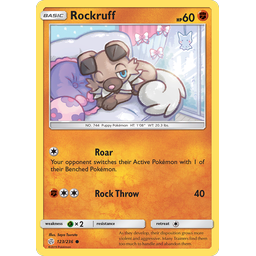 BASIC Rockruff HP60
NO. 744 Puppy Pokémon HT: 1'08" WT: 20.3 lbs.
Roar
Your opponent switches their Active Pokémon with 1 of
their Benched Pokémon.
Rock Throw 40
weakness ×2 resistance retreat
Illus. Saya Tsuruta
123/236